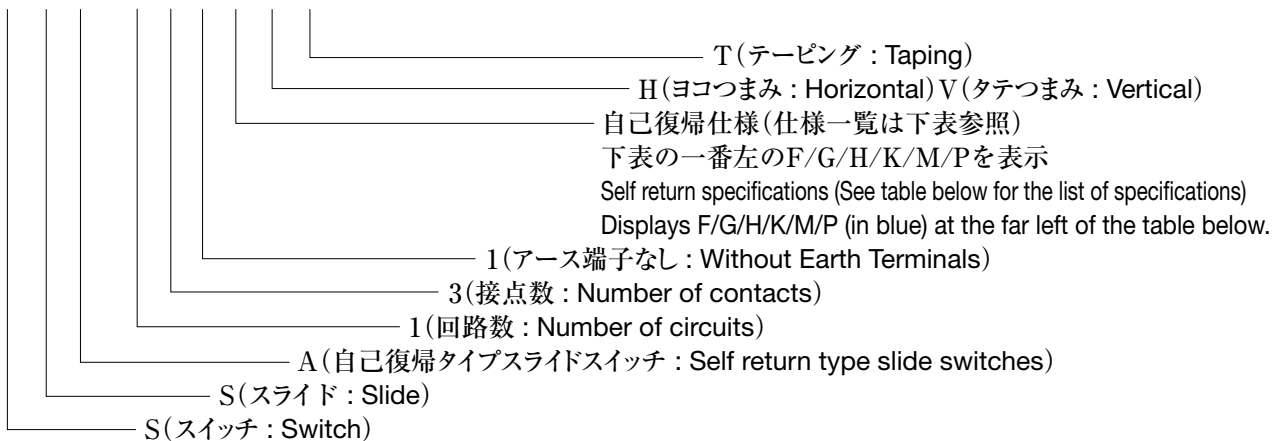 T(テーピング : Taping)
H(ヨコつまみ : Horizontal) V(タテつまみ : Vertical)
自己復帰仕様(仕様一覧は下表参照)
下表の一番左のF/G/H/K/M/Pを表示
Self return specifications (See table below for the list of specifications)
Displays F/G/H/K/M/P (in blue) at the far left of the table below.
1(アース端子なし : Without Earth Terminals)
3(接点数 : Number of contacts)
1(回路数 : Number of circuits)
A(自己復帰タイプスライドスイッチ : Self return type slide switches)
S(スライド : Slide)
S(スイッチ : Switch)